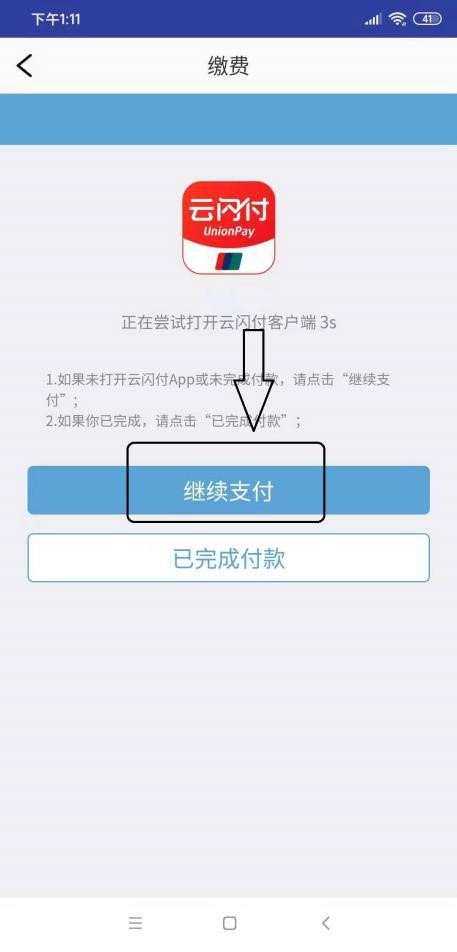 下午1:11
41
缴费
云闪付
UnionPay
正在尝试打开云闪付客户端 3s
1.如果未打开云闪付App或未完成付款，请点击“继续支
付”；
2.如果你已完成，请点击“已完成付款”；
继续支付
已完成付款